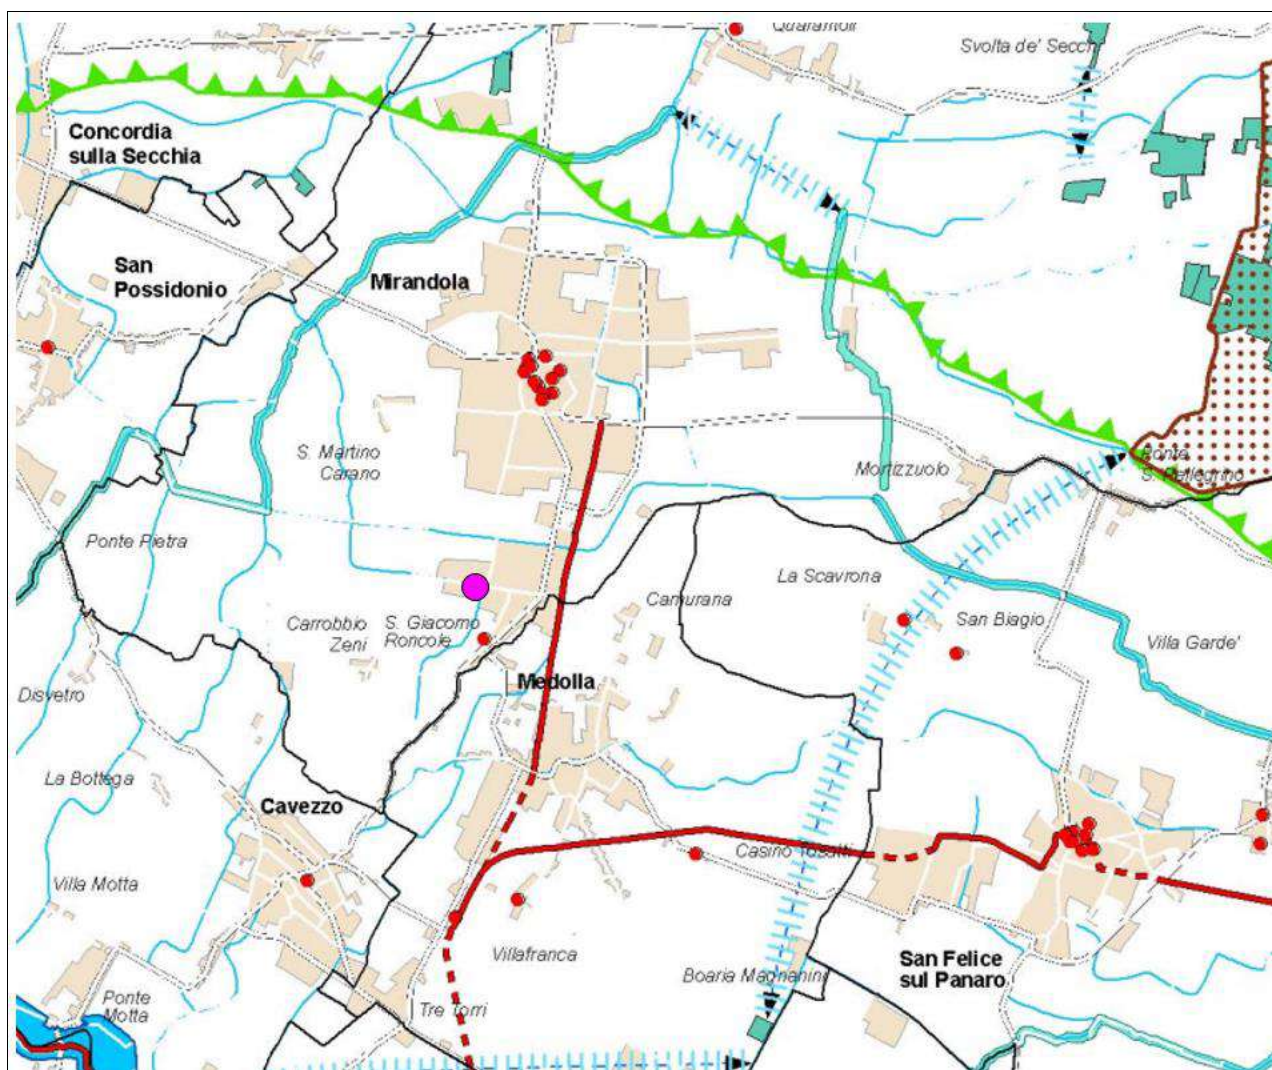 Quarantoli
Svolta de' Secchi
Concordia
sulla Secchia
San
Possidonio
Mirandola
S. Martino
Carano
Mortizzuolo
Ponte
S. Pellegrino
Ponte Pietra
La Scavrona
Camurana
San Biagio
Carrobbio
Zeni
S. Giacomo
Roncole
Villa Garde'
Disvetro
Medolla
La Bottega
Cavezzo
Casino Tosatti
Villa Motta
Villafranca
San Felice
sul Panaro
Boaria Magnanini
Ponte
Motta
Tre Torri